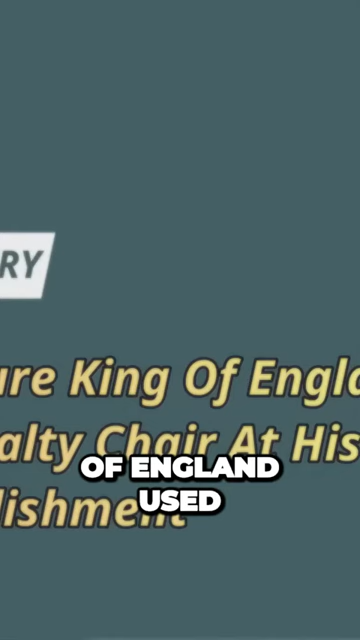 RY
ure King Of Engla
alty Chair At His
lishment
OF ENGLAND
USED